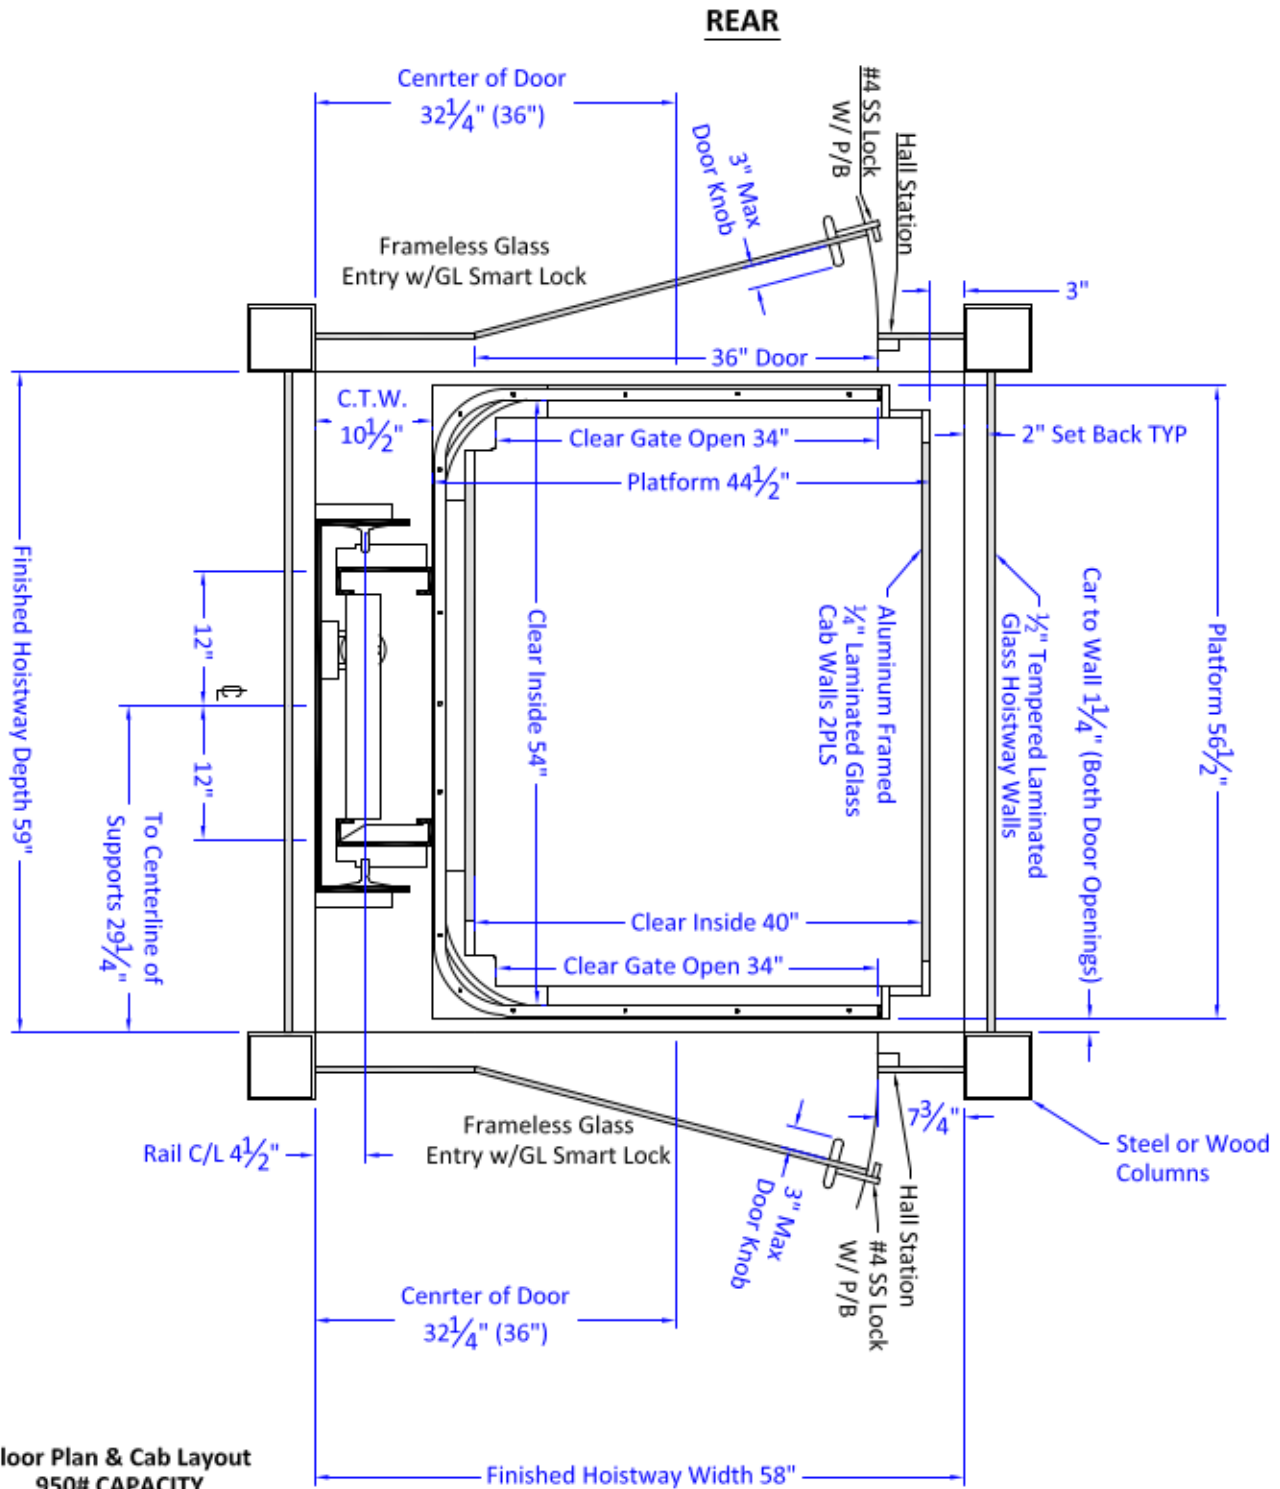 REAR
Cenrter of Door
32¼" (36")
#4 SS Lock
W/ P/B
Hall Station
3" Max
Door Knob
Frameless Glass
Entry w/GL Smart Lock
3"
36" Door
C.T.W.
10½"
Clear Gate Open 34"
2" Set Back TYP
Platform 44½"
Finished Hoistway Depth 59"
12"
12"
To Centerline of
Supports 29¼"
Clear Inside 54"
Aluminum Framed
¼" Laminated Glass
Cab Walls 2PLS
½" Tempered Laminated
Glass Hoistway Walls
Car to Wall 1¼" (Both Door Openings)
Platform 56½"
Clear Inside 40"
Clear Gate Open 34"
Rail C/L 4½"
Frameless Glass
Entry w/GL Smart Lock
7¾"
Steel or Wood
Columns
3" Max
Door Knob
Hall Station
#4 SS Lock
W/ P/B
Cenrter of Door
32¼" (36")
loor Plan & Cab Layout
950# CAPACITY
Finished Hoistway Width 58"